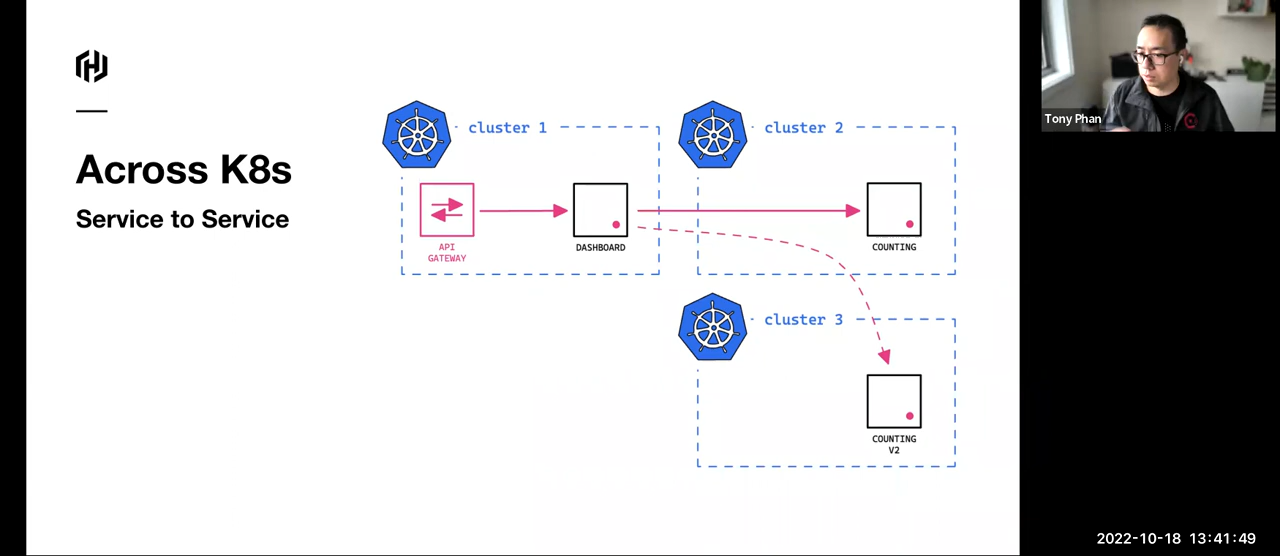 Across K8s
Service to Service
cluster 1
API
GATEWAY
DASHBOARD
cluster 2
COUNTING
cluster 3
COUNTING
V2
Tony Phan
2022-10-18 13:41:49